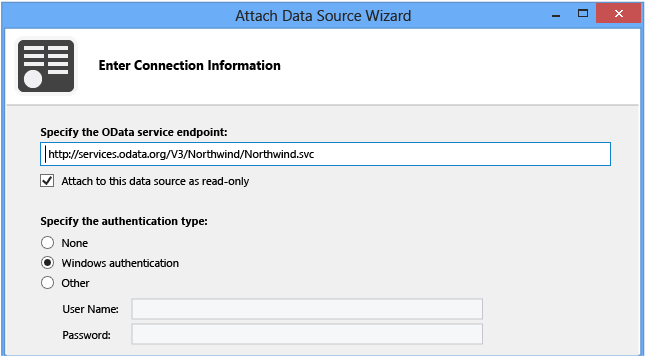 Attach Data Source Wizard
Enter Connection Information
Specify the OData service endpoint:
http://services.odata.org/V3/Northwind/Northwind.svc
Attach to this data source as read-only
Specify the authentication type:
None
Windows authentication
Other
User Name:
Password: